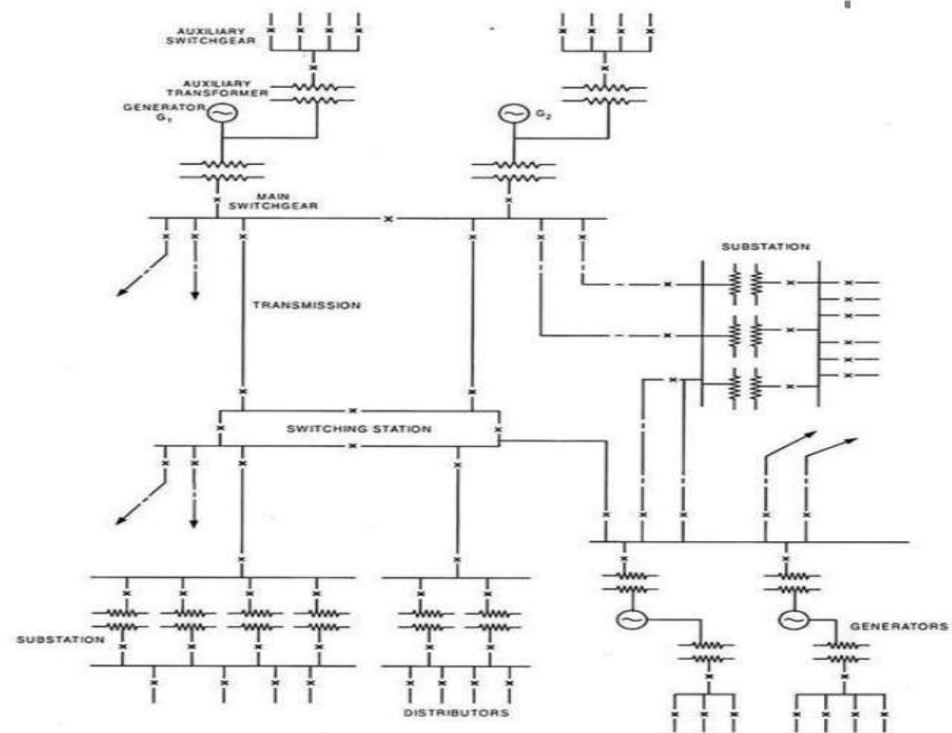 AUXILIARY
SWITCHGEAR
AUXILIARY
TRANSFORMER
GENERATOR
G₁
G₂
MAIN
SWITCHGEAR
SUBSTATION
TRANSMISSION
SWITCHING STATION
SUBSTATION
GENERATORS
DISTRIBUTORS